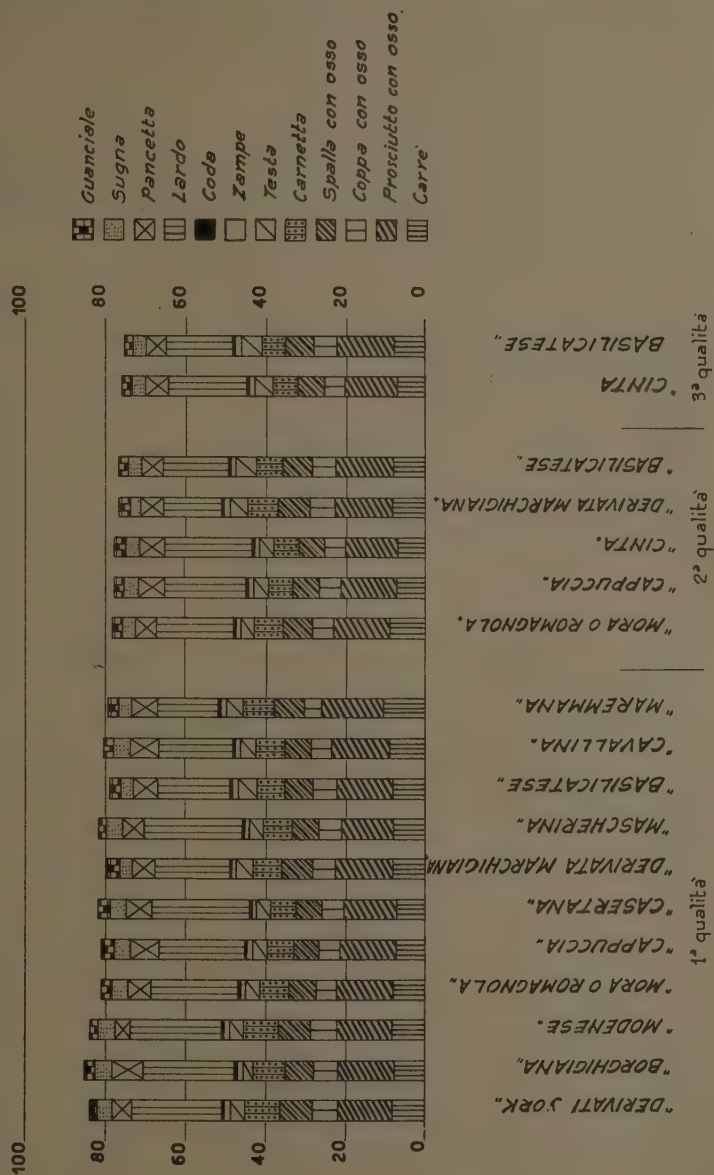 Guanciale
Sugna
Pancetta
Lardo
Coda
Zampe
Testa
Carnetta
Spalla con osso
Coppa con osso
Prosciutto con osso.
Carrè
100
80
60
40
20
0
100
80
60
40
20
0
"DERIVATI YORK"
"BORGHIGIANA"
"MODENESE"
"MORA O ROMAGNOLA"
"CAPPUCCIA"
"CASERTANA"
"DERIVATA MARCHIGIANA"
"MASCHERINA"
"BASILICATESE"
"CAVALLINA"
"MAREMMANA"
"MORA O ROMAGNOLA"
"CAPPUCCIA"
"CINTA"
"DERIVATA MARCHIGIANA"
"BASILICATESE"
"CINTA
BASILICATESE"
1ª qualità
2ª qualità
3ª qualità